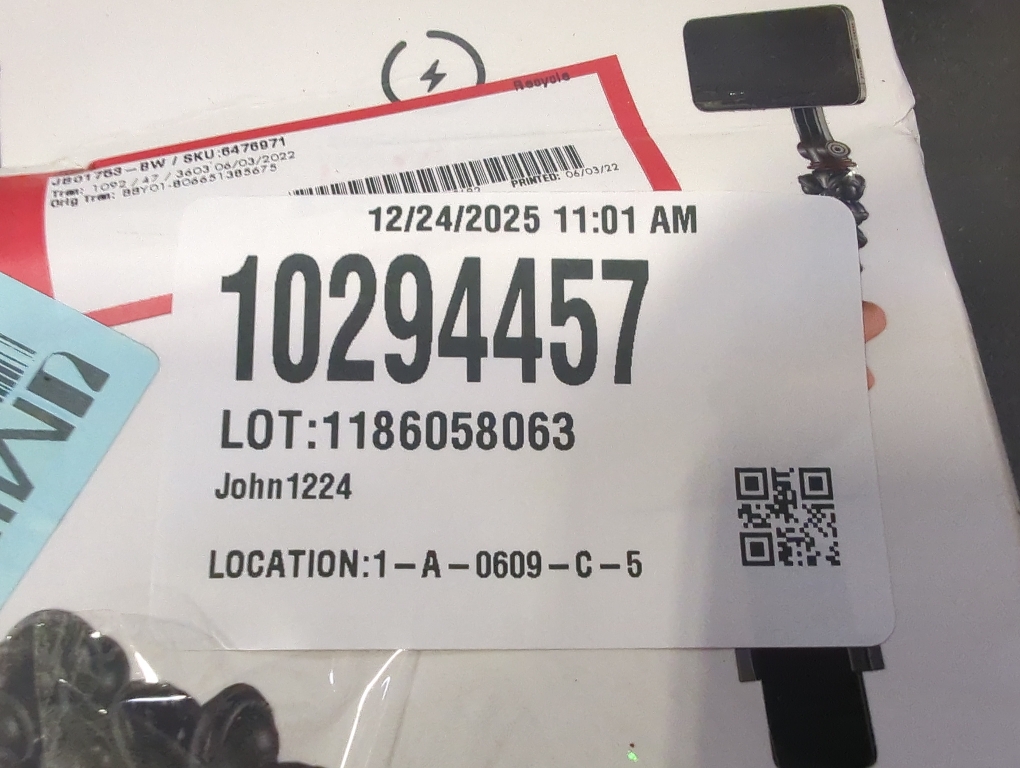 Recycle
JB01763-BW / SKU:6476971
Tran: 1092 / 47 / 3603 06/03/2022
Orig Tran: BBY01-806651385675
PRINTED: 06/03/22
12/24/2025 11:01 AM
10294457
LOT:1186058063
John1224
LOCATION:1-A-0609-C-5